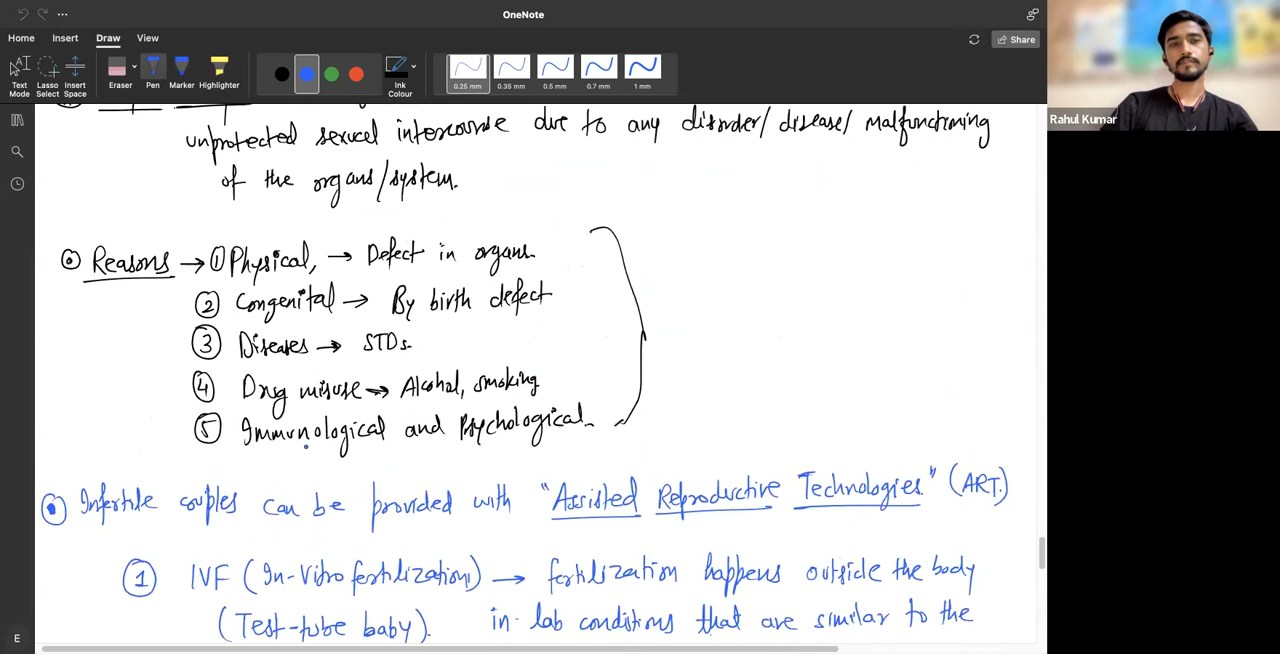 OneNote
Home Insert Draw View
Share
Text Mode
Lasso Select
Insert Space
Eraser
Pen
Marker
Highlighter
Ink Colour
0.25 mm
0.35 mm
0.5 mm
0.7 mm
1 mm
Rahul Kumar
unprotected sexual intercourse due to any disorder/disease/malfunctioning
of the organs/system.
Reasons → ① Physical, → Defect in organs.
② Congenital → By birth defect
③ Diseases → STDs.
④ Drug misuse → Alcohol, smoking
⑤ Immunological and Psychological.
Infertile couples can be provided with "Assisted Reproductive Technologies" (ART.)
① IVF (In-Vitro fertilization) → fertilization happens outside the body
(Test-tube baby). in lab conditions that are similar to the
E